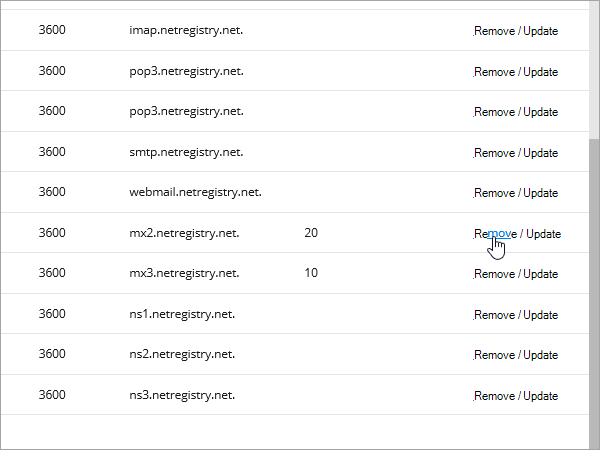 3600 imap.netregistry.net. Remove / Update
3600 pop3.netregistry.net. Remove / Update
3600 pop3.netregistry.net. Remove / Update
3600 smtp.netregistry.net. Remove / Update
3600 webmail.netregistry.net. Remove / Update
3600 mx2.netregistry.net. 20 Remove / Update
3600 mx3.netregistry.net. 10 Remove / Update
3600 ns1.netregistry.net. Remove / Update
3600 ns2.netregistry.net. Remove / Update
3600 ns3.netregistry.net. Remove / Update